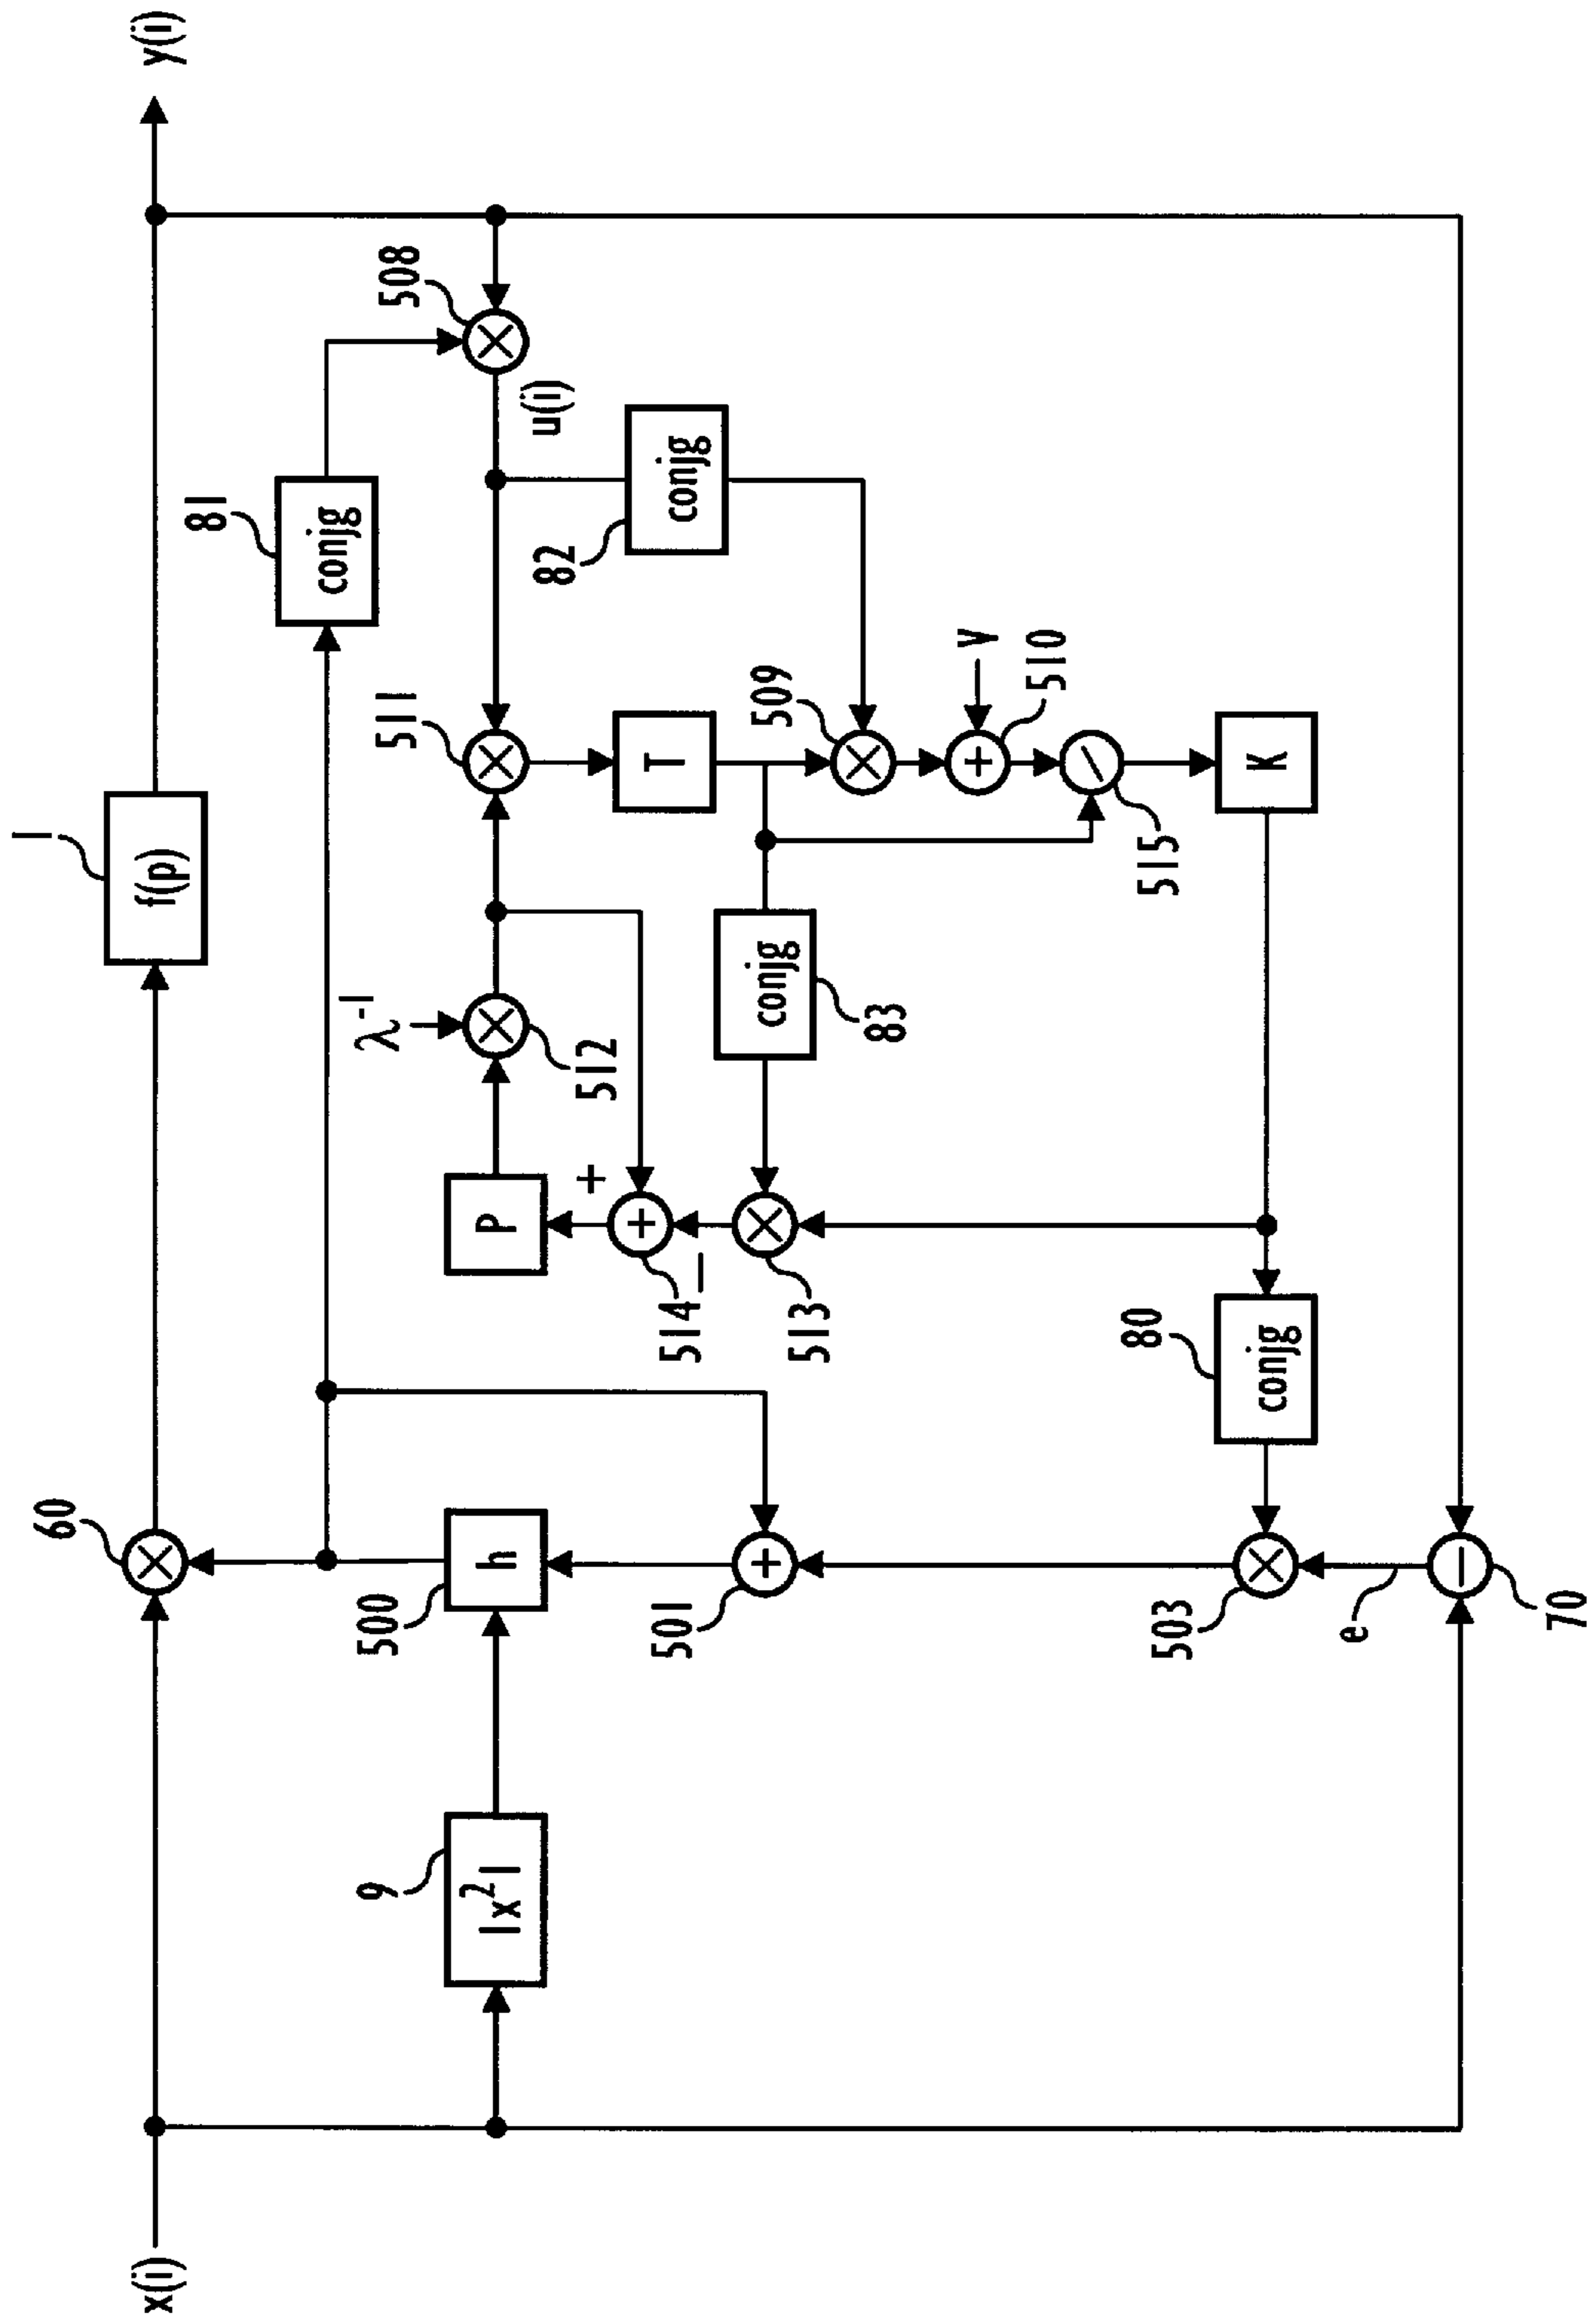 1
60
x(i)
f(p)
y(i)
81
conjg
9
500
λ⁻¹
511
508
|x²|
h
P
u(i)
512
82
+
501
514
−
T
conjg
conjg
83
513
509
v
510
503
80
515
conjg
K
e
70